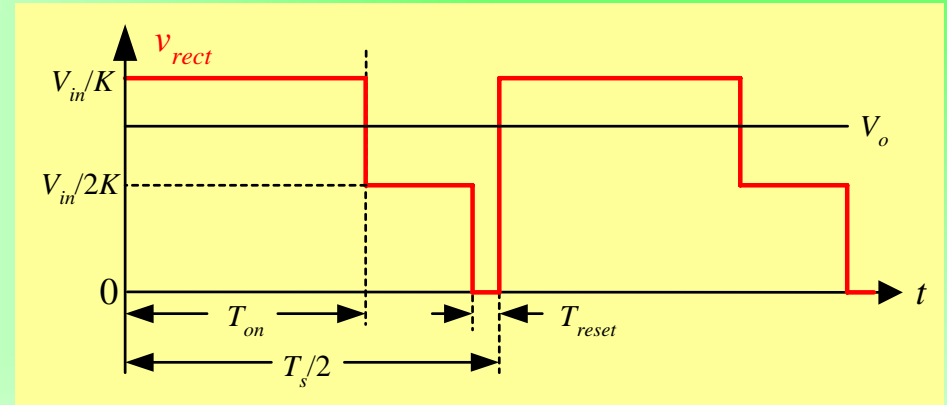 v_rect
V_in/K
V_o
V_in/2K
0
t
T_on
T_reset
T_s/2